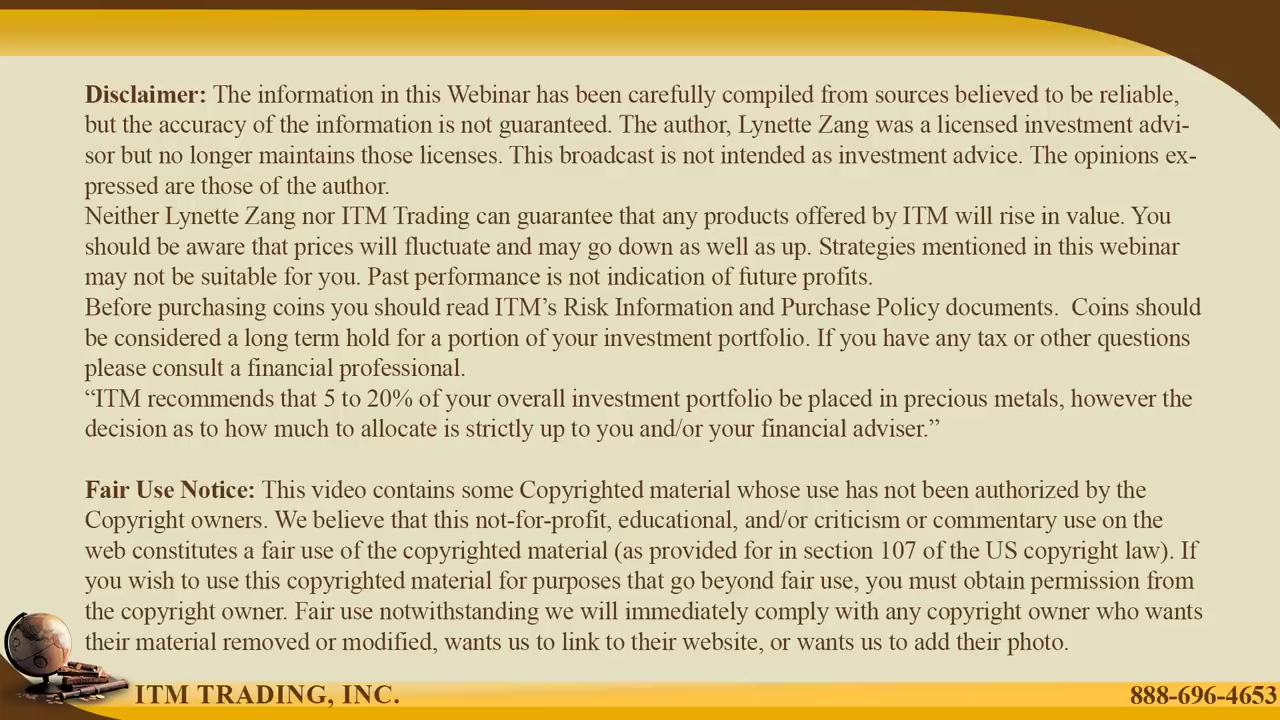 Disclaimer: The information in this Webinar has been carefully compiled from sources believed to be reliable,
but the accuracy of the information is not guaranteed. The author, Lynette Zang was a licensed investment advi-
sor but no longer maintains those licenses. This broadcast is not intended as investment advice. The opinions ex-
pressed are those of the author.
Neither Lynette Zang nor ITM Trading can guarantee that any products offered by ITM will rise in value. You
should be aware that prices will fluctuate and may go down as well as up. Strategies mentioned in this webinar
may not be suitable for you. Past performance is not indication of future profits.
Before purchasing coins you should read ITM’s Risk Information and Purchase Policy documents.  Coins should
be considered a long term hold for a portion of your investment portfolio. If you have any tax or other questions
please consult a financial professional.
“ITM recommends that 5 to 20% of your overall investment portfolio be placed in precious metals, however the
decision as to how much to allocate is strictly up to you and/or your financial adviser.”
Fair Use Notice: This video contains some Copyrighted material whose use has not been authorized by the
Copyright owners. We believe that this not-for-profit, educational, and/or criticism or commentary use on the
web constitutes a fair use of the copyrighted material (as provided for in section 107 of the US copyright law). If
you wish to use this copyrighted material for purposes that go beyond fair use, you must obtain permission from
the copyright owner. Fair use notwithstanding we will immediately comply with any copyright owner who wants
their material removed or modified, wants us to link to their website, or wants us to add their photo.
ITM TRADING, INC.
888-696-4653